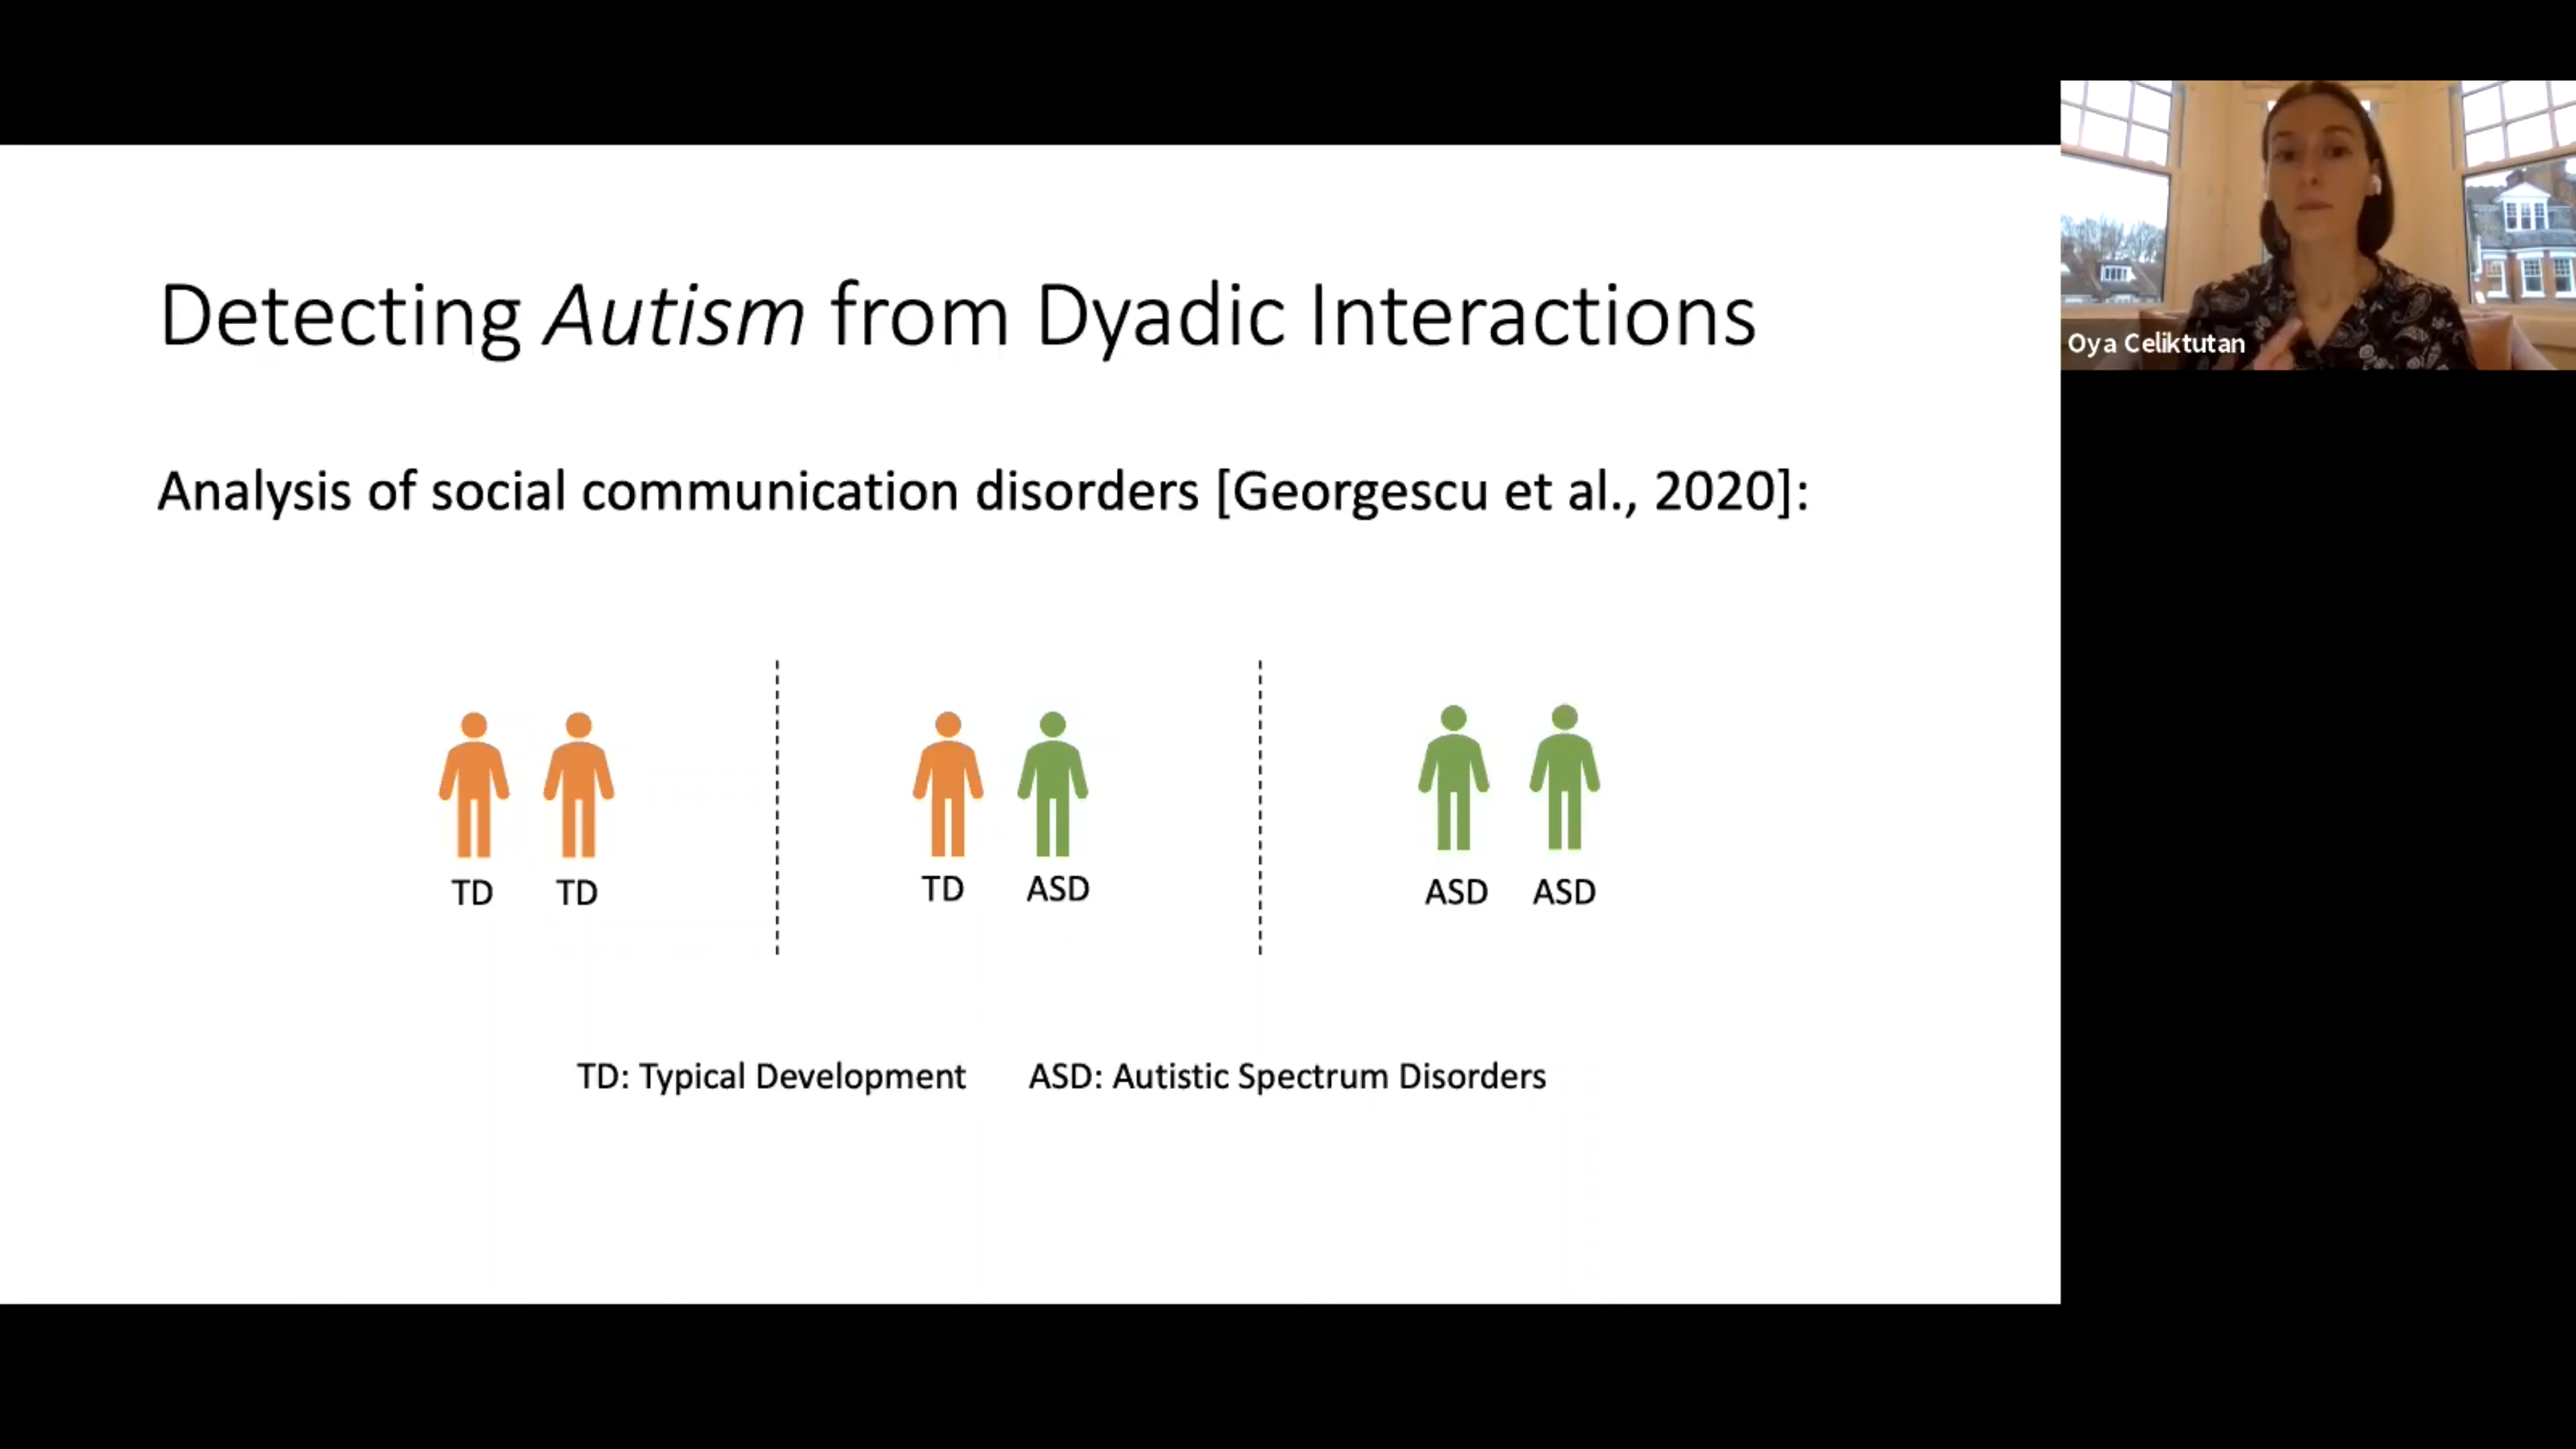 Detecting Autism from Dyadic Interactions
Analysis of social communication disorders [Georgescu et al., 2020]:
TD TD TD ASD ASD ASD
TD: Typical Development ASD: Autistic Spectrum Disorders
Oya Celiktutan